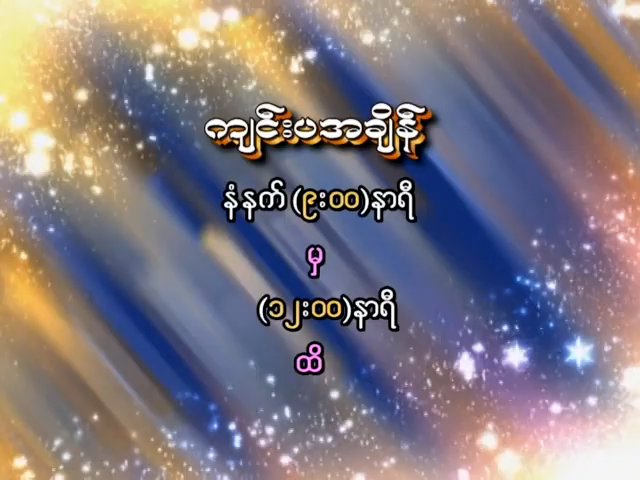 ကျင်းပအချိန်
နံနက် (၉း၀၀)နာရီ
မှ
(၁၂း၀၀)နာရီ
ထိ